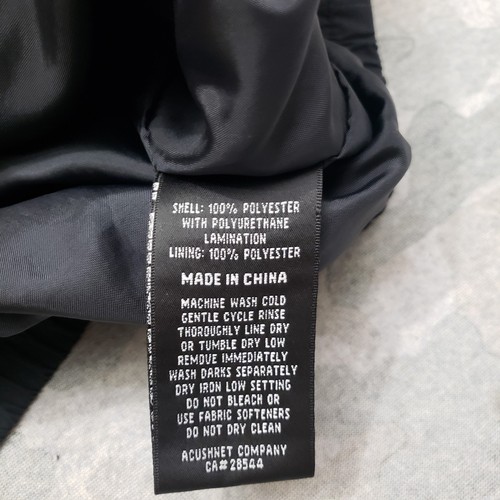 SHELL: 100% POLYESTER
WITH POLYURETHANE
LAMINATION
LINING: 100% POLYESTER
MADE IN CHINA
MACHINE WASH COLD
GENTLE CYCLE RINSE
THOROUGHLY LINE DRY
OR TUMBLE DRY LOW
REMOVE IMMEDIATELY
WASH DARKS SEPARATELY
DRY IRON LOW SETTING
DO NOT BLEACH OR
USE FABRIC SOFTENERS
DO NOT DRY CLEAN
ACUSHNET COMPANY
CA# 28544